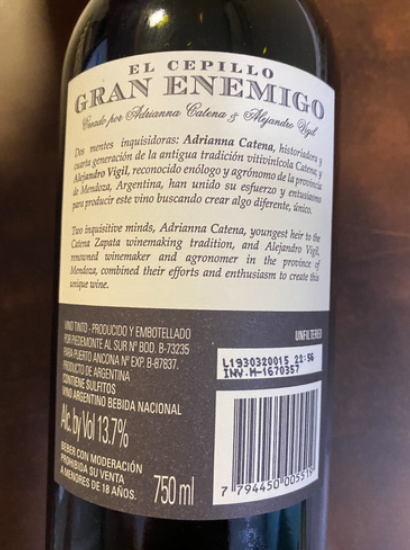 EL CEPILLO
GRAN ENEMIGO
Creado por Adrianna Catena & Alejandro Vigil
Dos mentes inquisidoras: Adrianna Catena, historiadora y
cuarta generación de la antigua tradición vitivinícola Catena, y
Alejandro Vigil, reconocido enólogo y agrónomo de la provincia
de Mendoza, Argentina, han unido su esfuerzo y entusiasmo
para producir este vino buscando crear algo diferente, único.
Two inquisitive minds, Adrianna Catena, youngest heir to the
Catena Zapata winemaking tradition, and Alejandro Vigil,
renowned winemaker and agronomer in the province of
Mendoza, combined their efforts and enthusiasm to create this
unique wine.
VINO TINTO - PRODUCIDO Y EMBOTELLADO
POR PIEDEMONTE AL SUR Nº BOD. B-73235
PARA PUERTO ANCONA Nº EXP. B-87837.
PRODUCTO DE ARGENTINA
CONTIENE SULFITOS
VINO ARGENTINO BEBIDA NACIONAL
Alc. by Vol 13.7%
BEBER CON MODERACIÓN
PROHIBIDA SU VENTA
A MENORES DE 18 AÑOS.
750 ml
UNFILTERED
L1930320015 22:56
INV.M-1670357
7 794450 005519